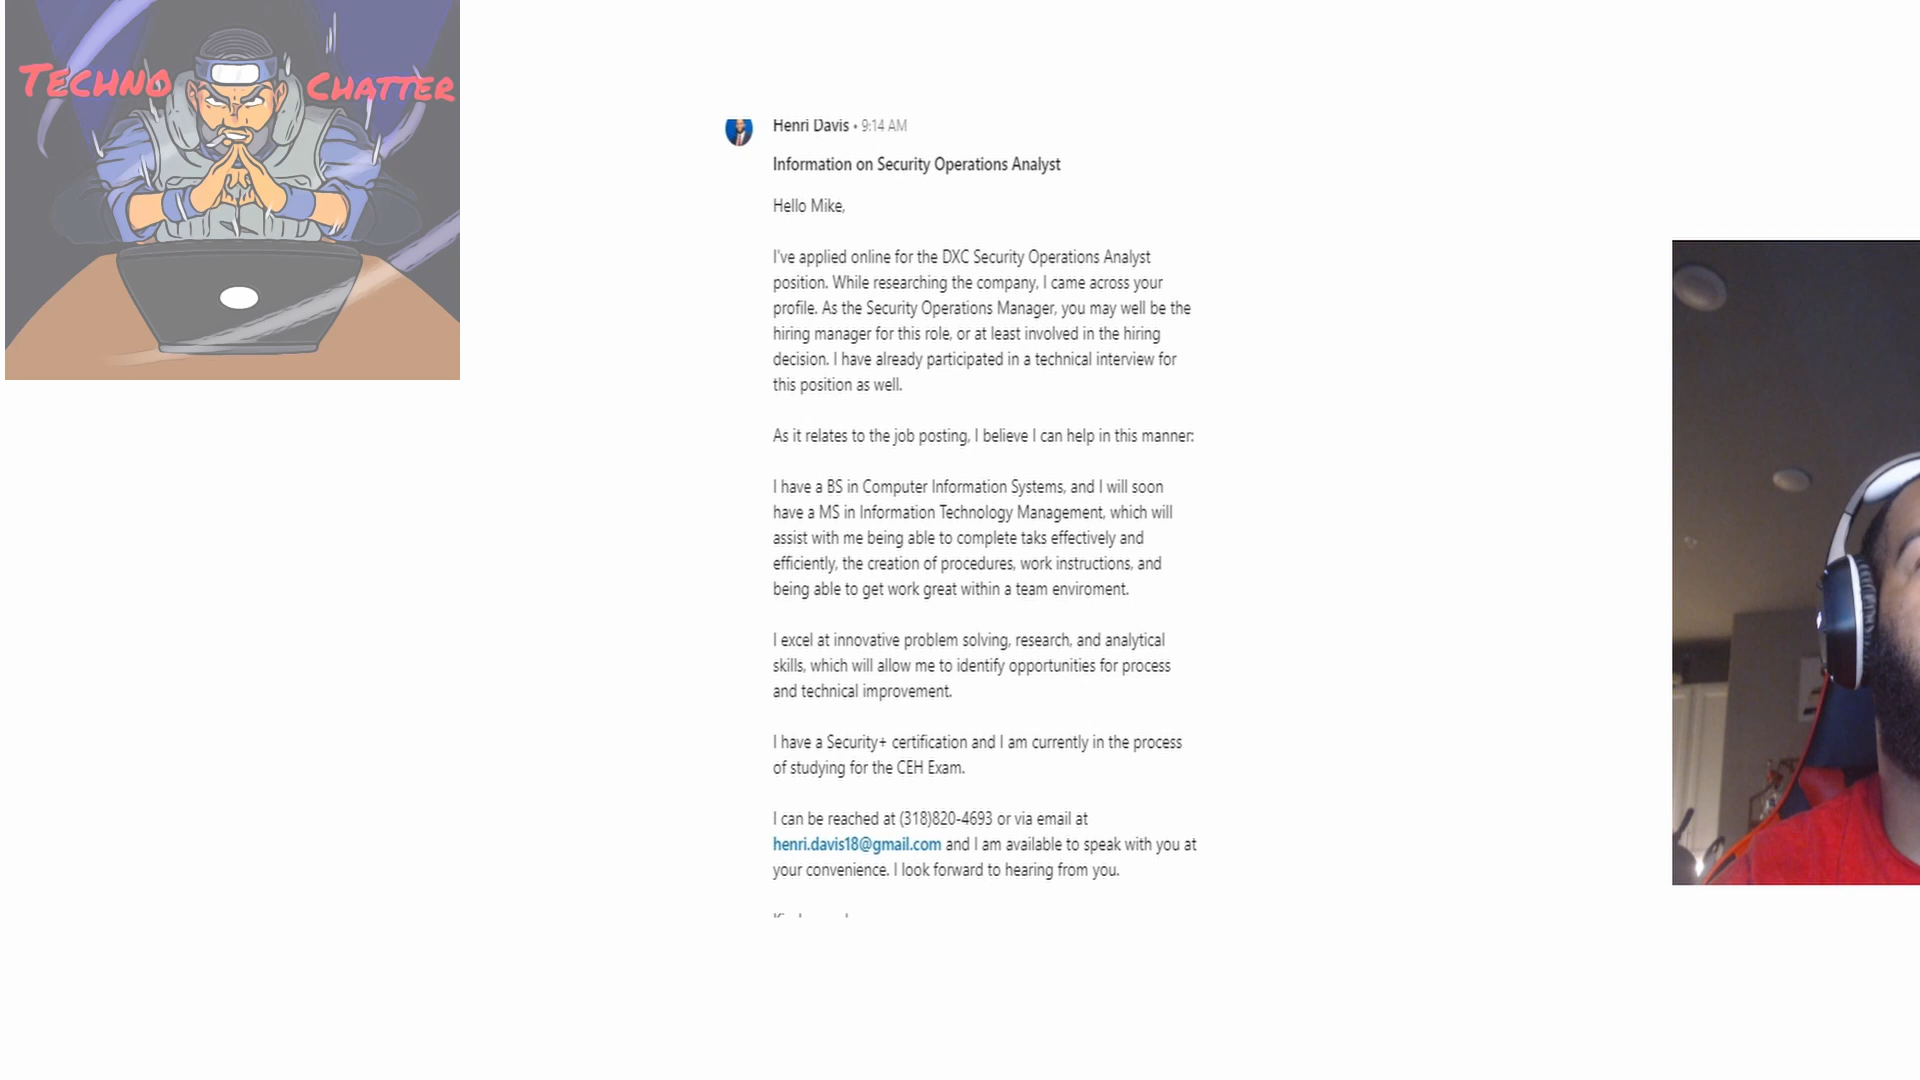 TECHNO CHATTER
Henri Davis • 9:14 AM
Information on Security Operations Analyst
Hello Mike,
I've applied online for the DXC Security Operations Analyst
position. While researching the company, I came across your
profile. As the Security Operations Manager, you may well be the
hiring manager for this role, or at least involved in the hiring
decision. I have already participated in a technical interview for
this position as well.
As it relates to the job posting, I believe I can help in this manner:
I have a BS in Computer Information Systems, and I will soon
have a MS in Information Technology Management, which will
assist with me being able to complete taks effectively and
efficiently, the creation of procedures, work instructions, and
being able to get work great within a team enviroment.
I excel at innovative problem solving, research, and analytical
skills, which will allow me to identify opportunities for process
and technical improvement.
I have a Security+ certification and I am currently in the process
of studying for the CEH Exam.
I can be reached at (318)820-4693 or via email at
henri.davis18@gmail.com and I am available to speak with you at
your convenience. I look forward to hearing from you.